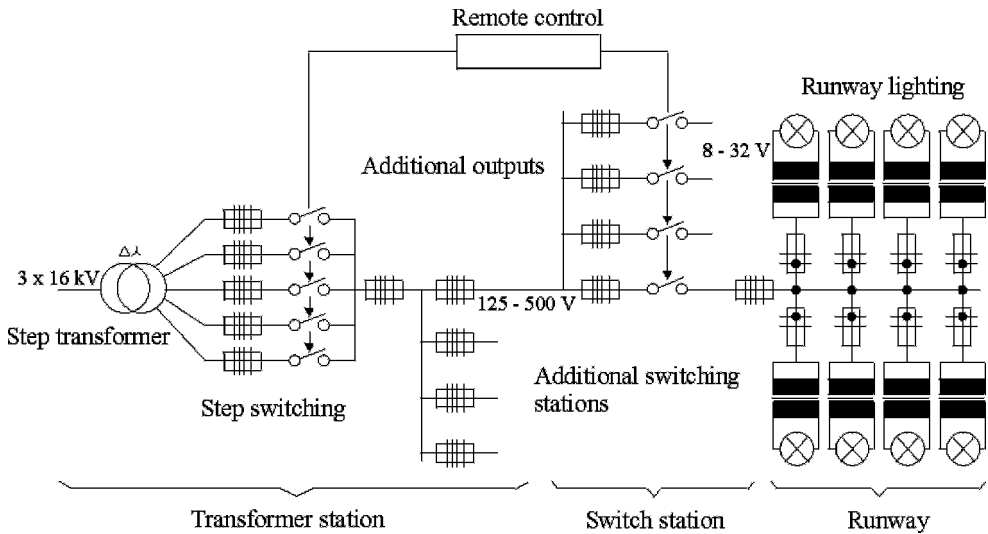 Remote control
Runway lighting
8 - 32 V
Additional outputs
Δ⅄
3 x 16 kV
125 - 500 V
Step transformer
Additional switching
stations
Step switching
Transformer station
Switch station
Runway